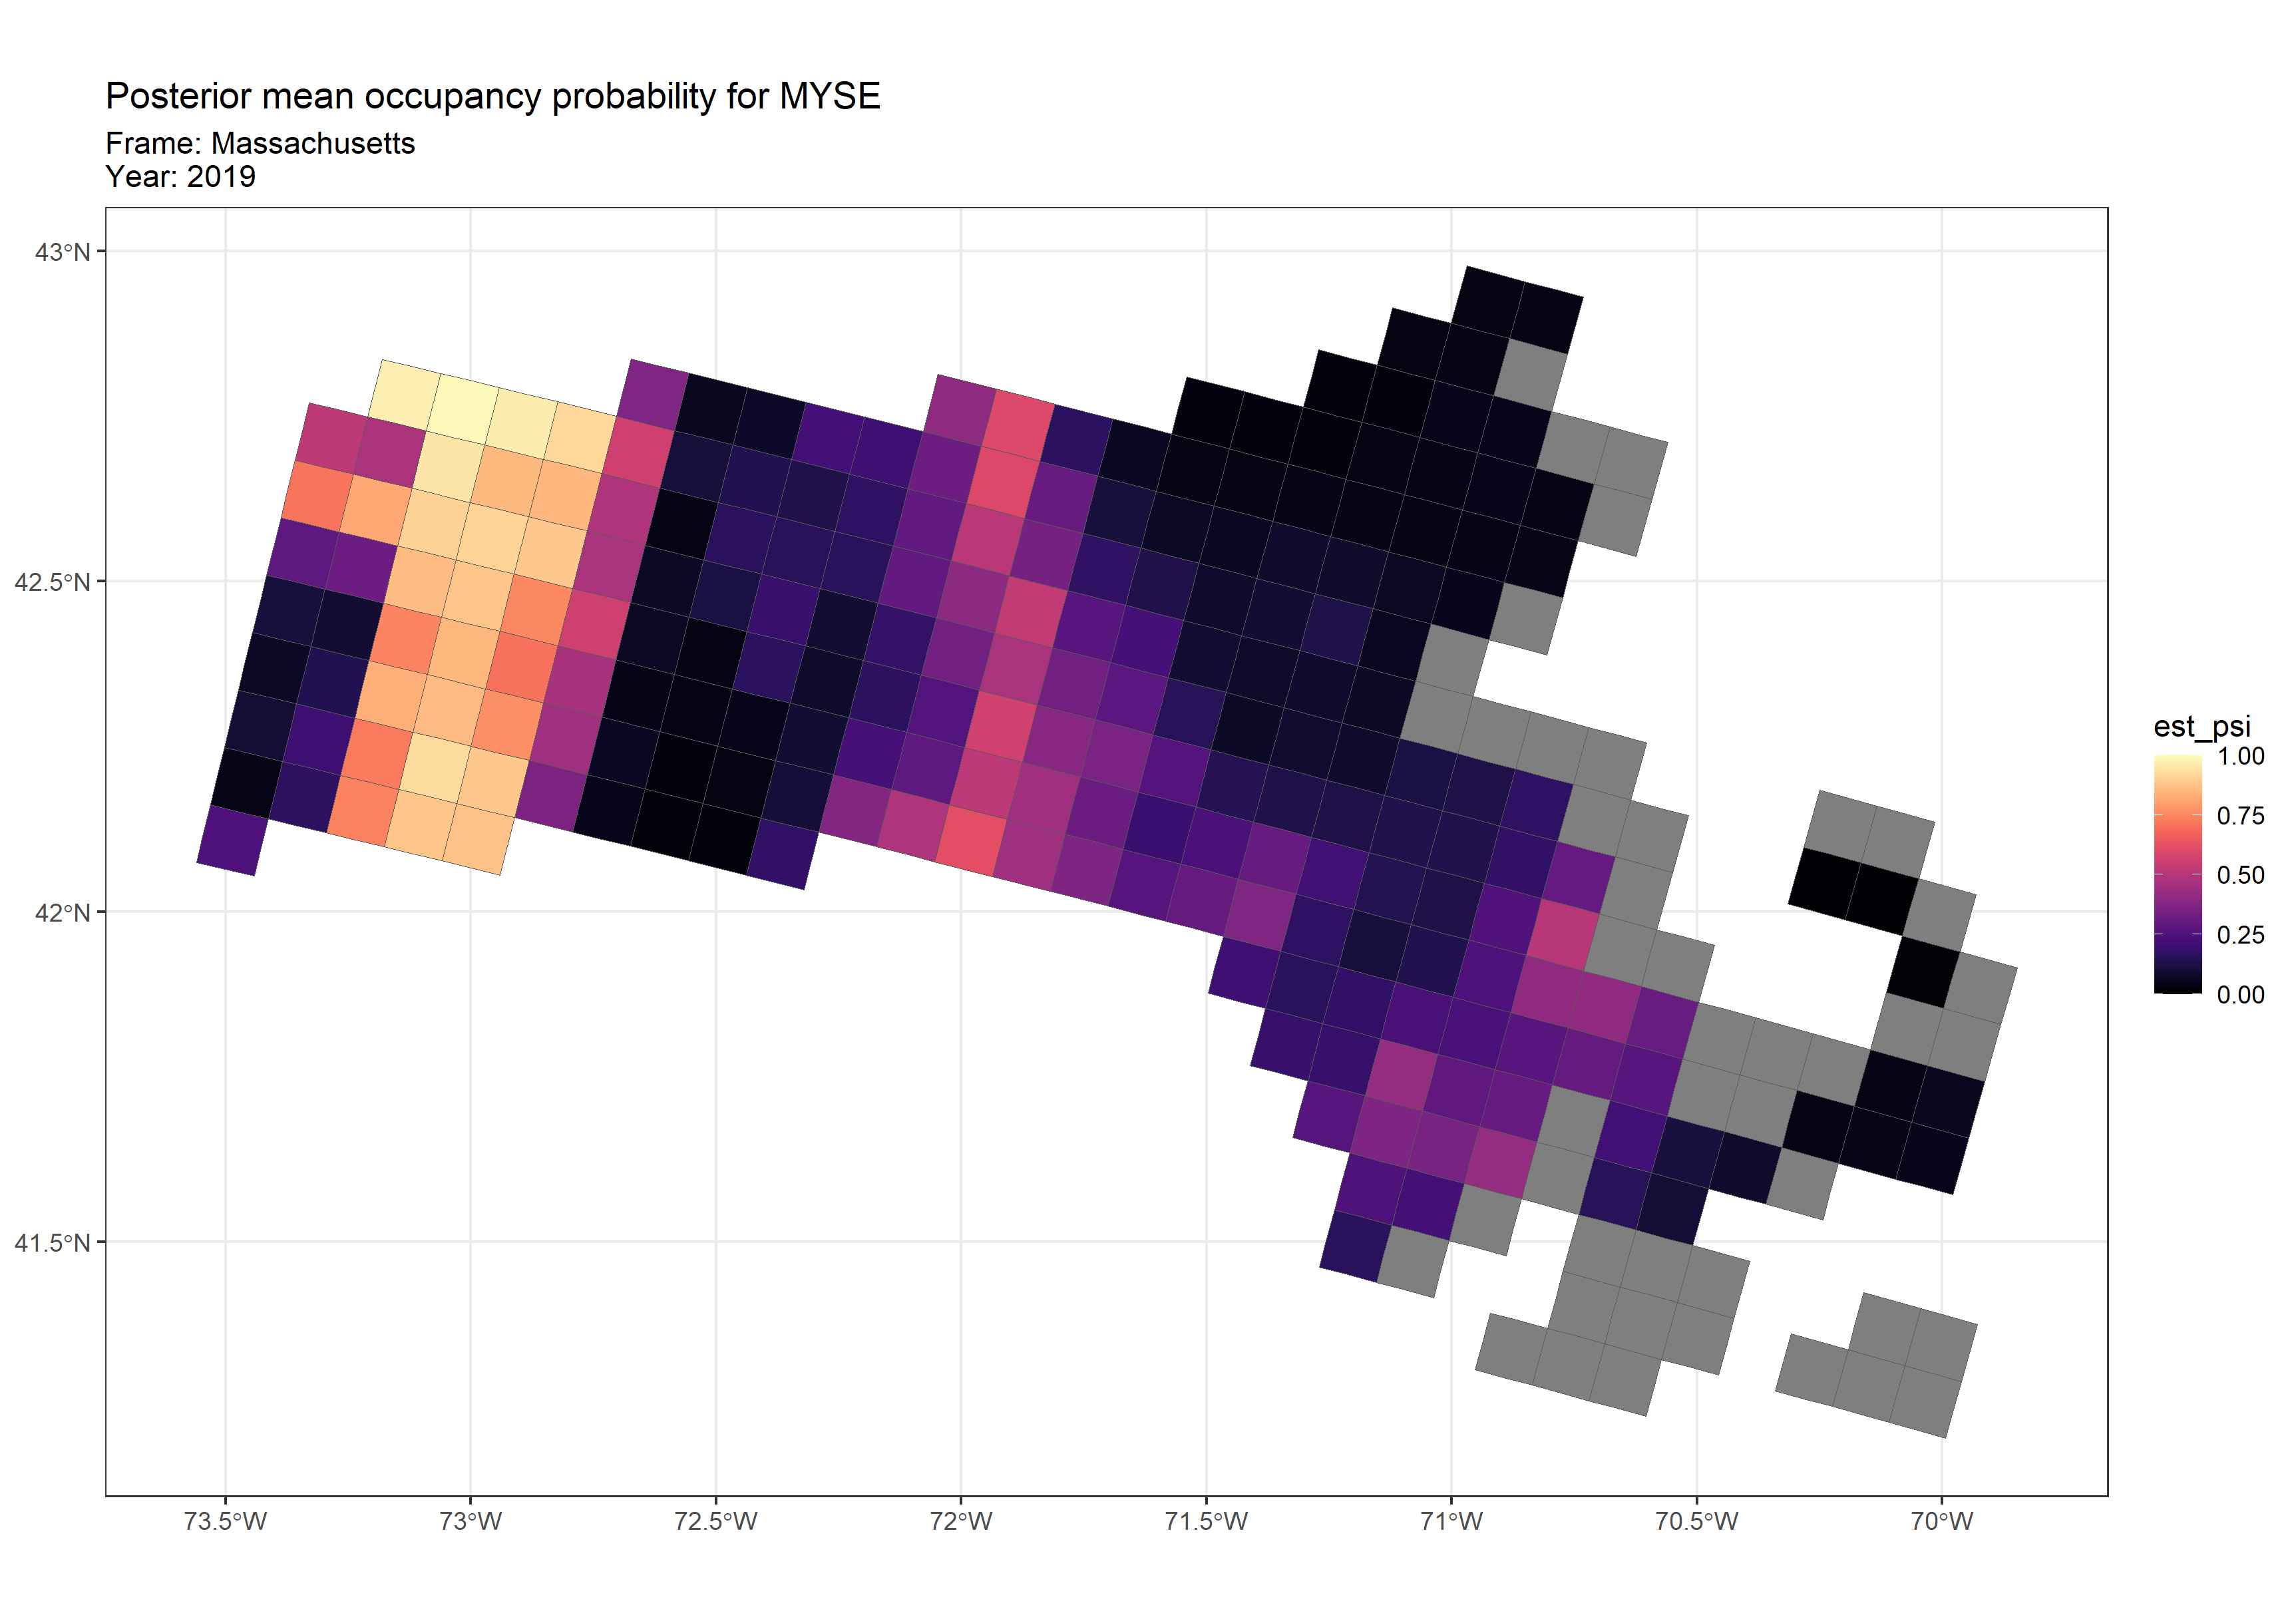 Posterior mean occupancy probability for MYSE
Frame: Massachusetts
Year: 2019
43°N
42.5°N
42°N
41.5°N
73.5°W
73°W
72.5°W
72°W
71.5°W
71°W
70.5°W
70°W
est_psi
1.00
0.75
0.50
0.25
0.00